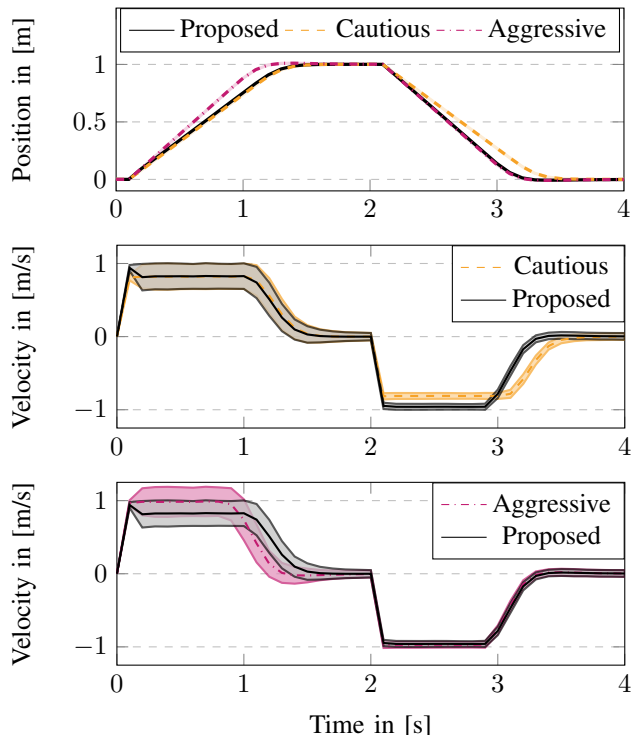 Proposed Cautious Aggressive
Position in [m]
1
0.5
0
0 1 2 3 4
Velocity in [m/s]
Cautious
Proposed
1
0
−1
0 1 2 3 4
Velocity in [m/s]
Aggressive
Proposed
1
0
−1
0 1 2 3 4
Time in [s]